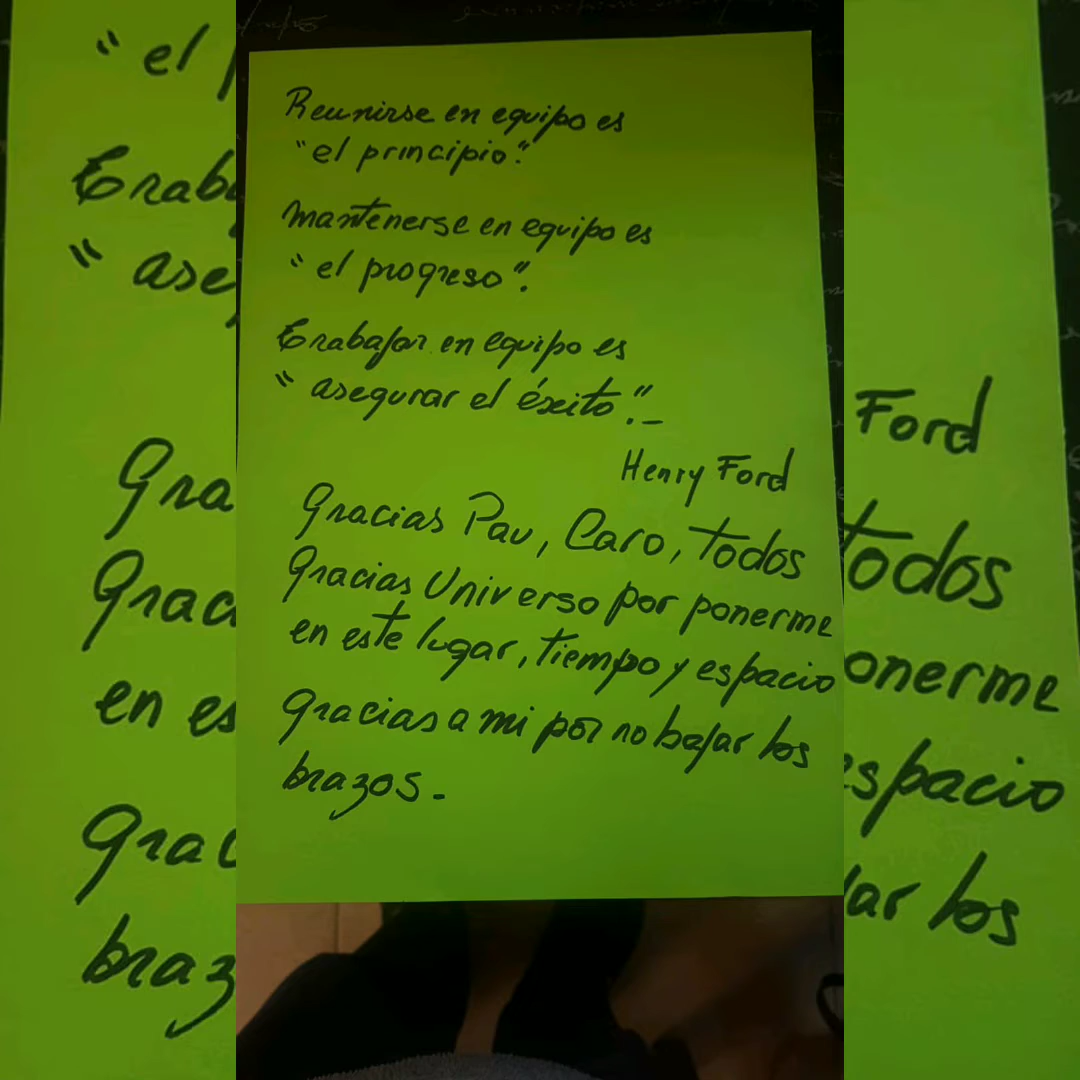 Reunirse en equipo es
"el principio".
Mantenerse en equipo es
"el progreso".
Trabajar en equipo es
"asegurar el éxito".-
Henry Ford
Gracias Pau, Caro, todos
Gracias Universo por ponerme
en este lugar, tiempo y espacio
Gracias a mi por no bajar los
brazos.-